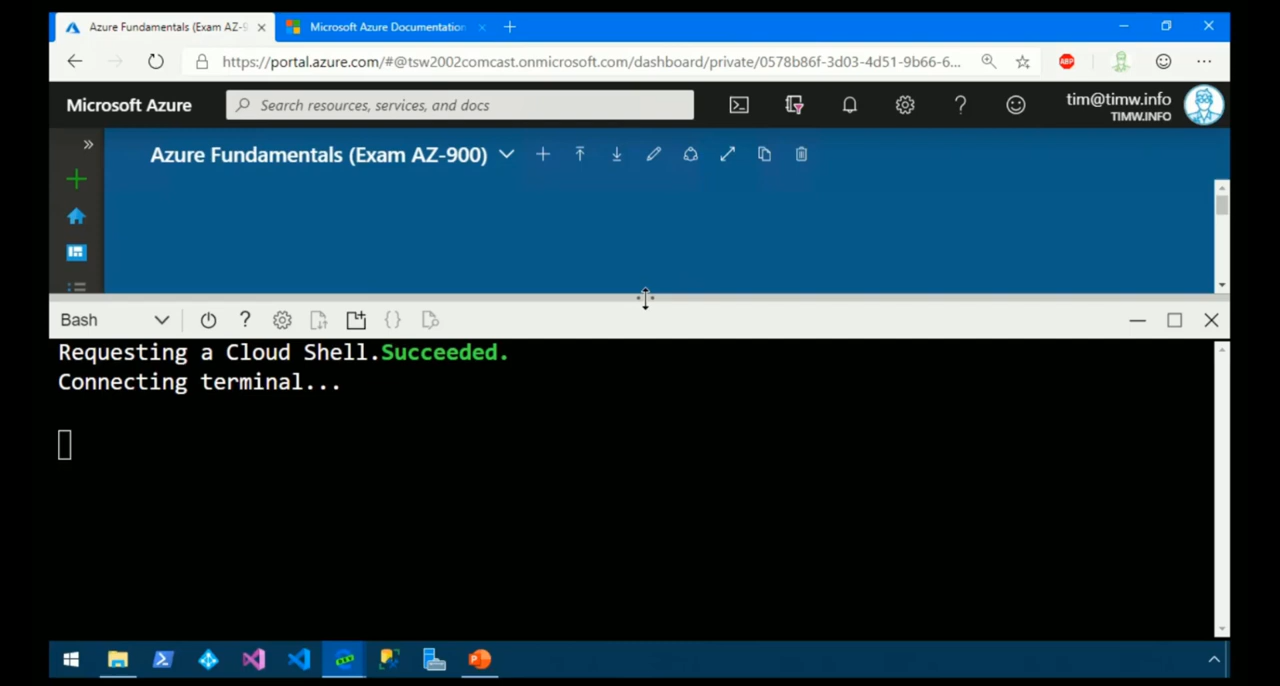 Azure Fundamentals (Exam AZ-9
Microsoft Azure Documentation
https://portal.azure.com/#@tsw2002comcast.onmicrosoft.com/dashboard/private/0578b86f-3d03-4d51-9b66-6...
ABP
Microsoft Azure
Search resources, services, and docs
tim@timw.info
TIMW.INFO
Azure Fundamentals (Exam AZ-900)
Bash
Requesting a Cloud Shell.Succeeded.
Connecting terminal...